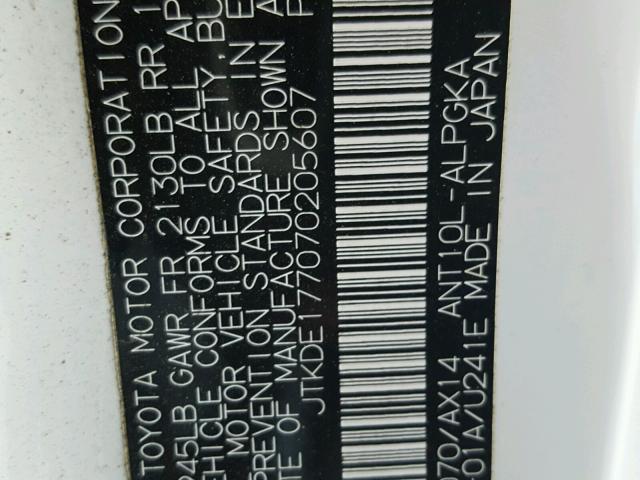 TOYOTA MOTOR CORPORATION
245LB GAWR FR 2130LB RR
VEHICLE CONFORMS TO ALL AP
MOTOR VEHICLE SAFETY, BU
PREVENTION STANDARDS IN E
TE OF MANUFACTURE SHOWN A
JTKDE177070205607 P
070/AX14 ANT10L-ALPGKA
-01A/U241E MADE IN JAPAN